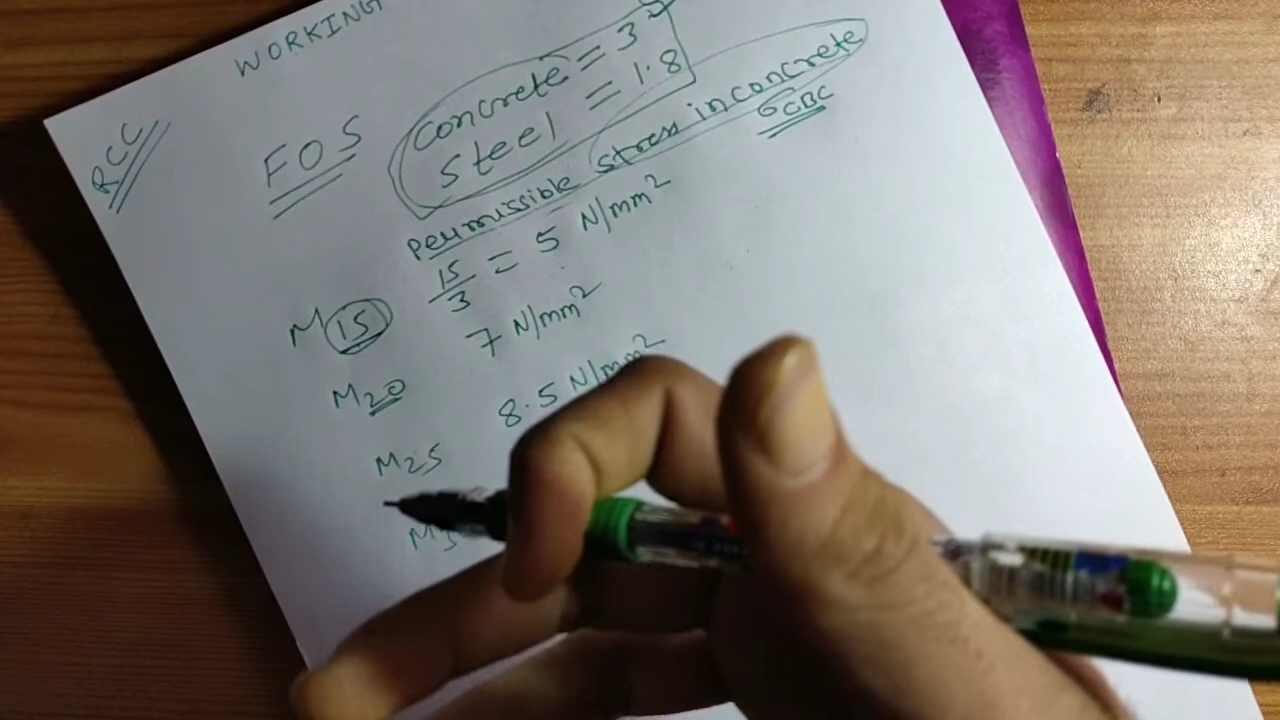 WORKING
RCC
FOS
Concrete = 3
Steel = 1.8
Permissible stress in concrete
σCBC
M15 15/3 = 5 N/mm²
M20 7 N/mm²
M25 8.5 N/mm²